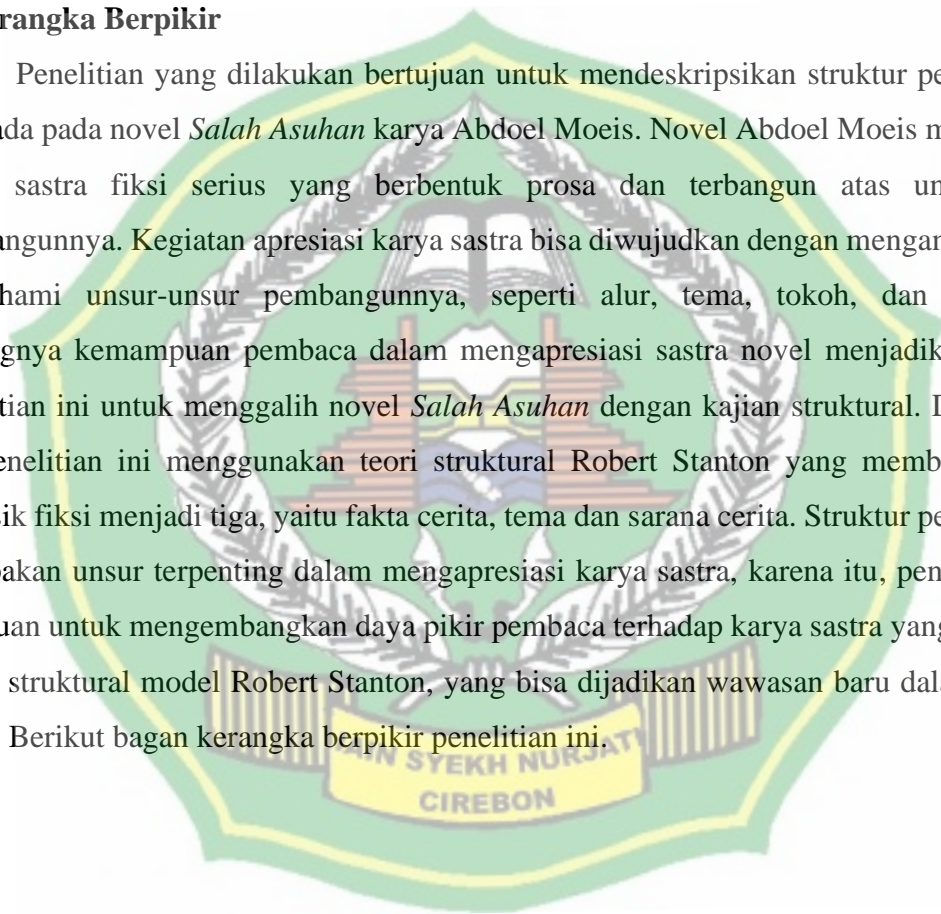 rangka Berpikir
Penelitian yang dilakukan bertujuan untuk mendeskripsikan struktur pe
ada pada novel Salah Asuhan karya Abdoel Moeis. Novel Abdoel Moeis m
sastra fiksi serius yang berbentuk prosa dan terbangun atas un
angunnya. Kegiatan apresiasi karya sastra bisa diwujudkan dengan mengan
hami unsur-unsur pembangunnya, seperti alur, tema, tokoh, dan
gnya kemampuan pembaca dalam mengapresiasi sastra novel menjadik
tian ini untuk menggalih novel Salah Asuhan dengan kajian struktural. D
enelitian ini menggunakan teori struktural Robert Stanton yang memb
sik fiksi menjadi tiga, yaitu fakta cerita, tema dan sarana cerita. Struktur pe
akan unsur terpenting dalam mengapresiasi karya sastra, karena itu, pen
uan untuk mengembangkan daya pikir pembaca terhadap karya sastra yang
struktural model Robert Stanton, yang bisa dijadikan wawasan baru dala
Berikut bagan kerangka berpikir penelitian ini.
IAIN SYEKH NURJATI
CIREBON